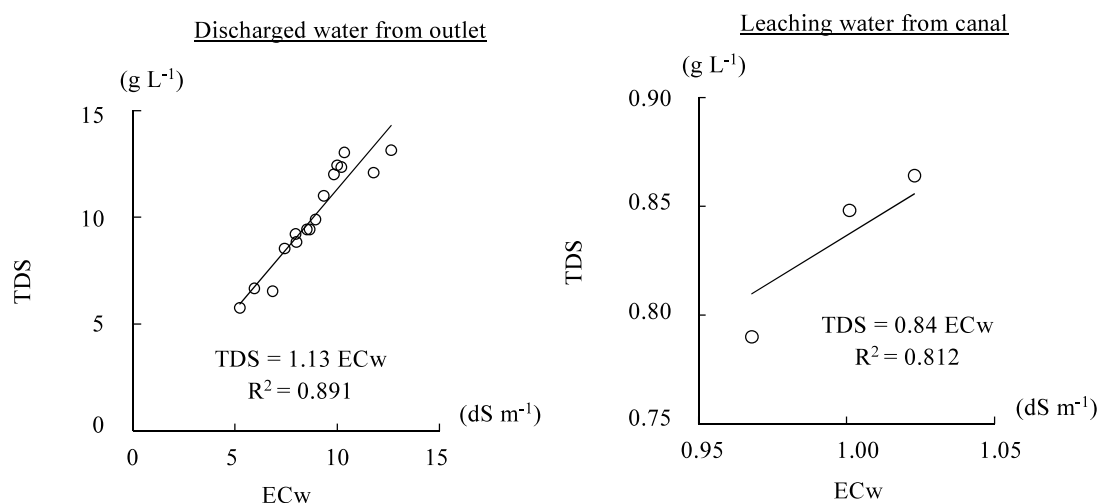 Discharged water from outlet
(g L⁻¹)
15
10
5
0
TDS
TDS = 1.13 ECw
R² = 0.891
(dS m⁻¹)
0
5
10
15
ECw
Leaching water from canal
(g L⁻¹)
0.90
0.85
0.80
0.75
TDS
TDS = 0.84 ECw
R² = 0.812
(dS m⁻¹)
0.95
1.00
1.05
ECw